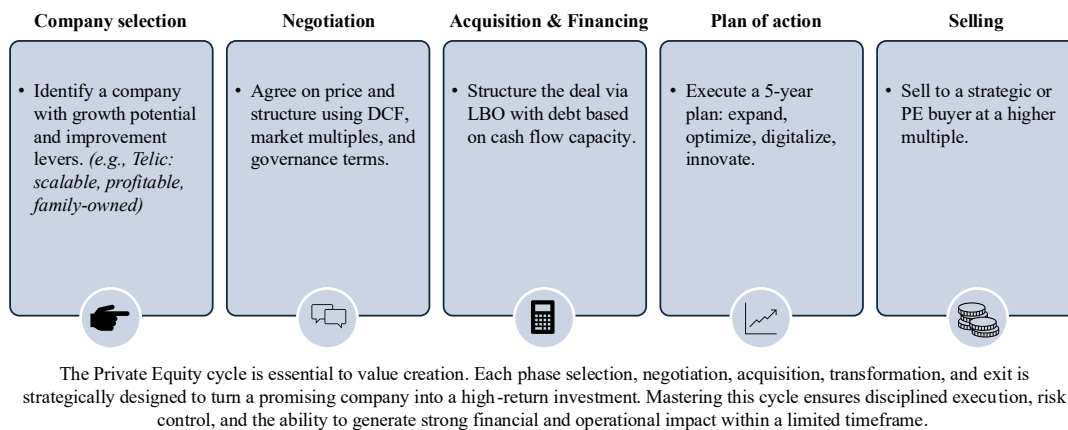 Company selection
• Identify a company
with growth potential
and improvement
levers. (e.g., Telic:
scalable, profitable,
family-owned)
Negotiation
• Agree on price and
structure using DCF,
market multiples, and
governance terms.
Acquisition & Financing
• Structure the deal via
LBO with debt based
on cash flow capacity.
Plan of action
• Execute a 5-year
plan: expand,
optimize, digitalize,
innovate.
Selling
• Sell to a strategic or
PE buyer at a higher
multiple.
The Private Equity cycle is essential to value creation. Each phase selection, negotiation, acquisition, transformation, and exit is
strategically designed to turn a promising company into a high-return investment. Mastering this cycle ensures disciplined execution, risk
control, and the ability to generate strong financial and operational impact within a limited timeframe.